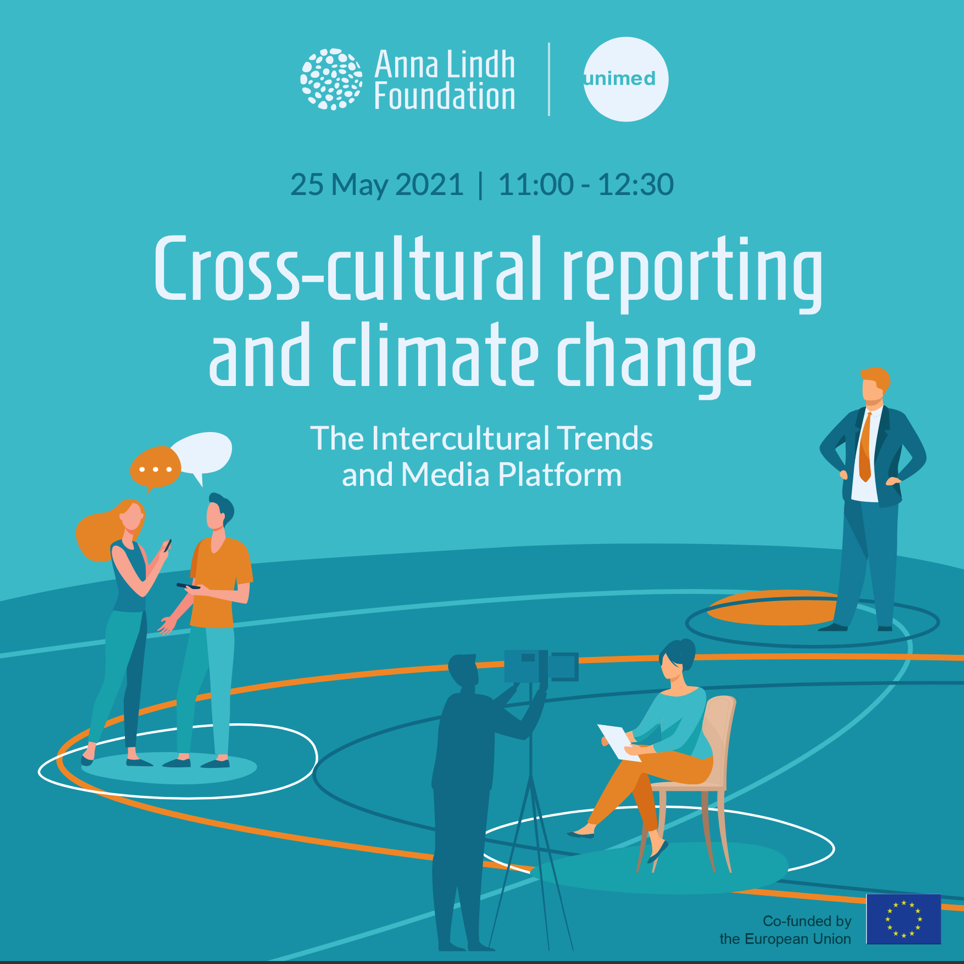 Anna Lindh
Foundation
unimed
25 May 2021 | 11:00 - 12:30
Cross-cultural reporting
and climate change
The Intercultural Trends
and Media Platform
Co-funded by
the European Union